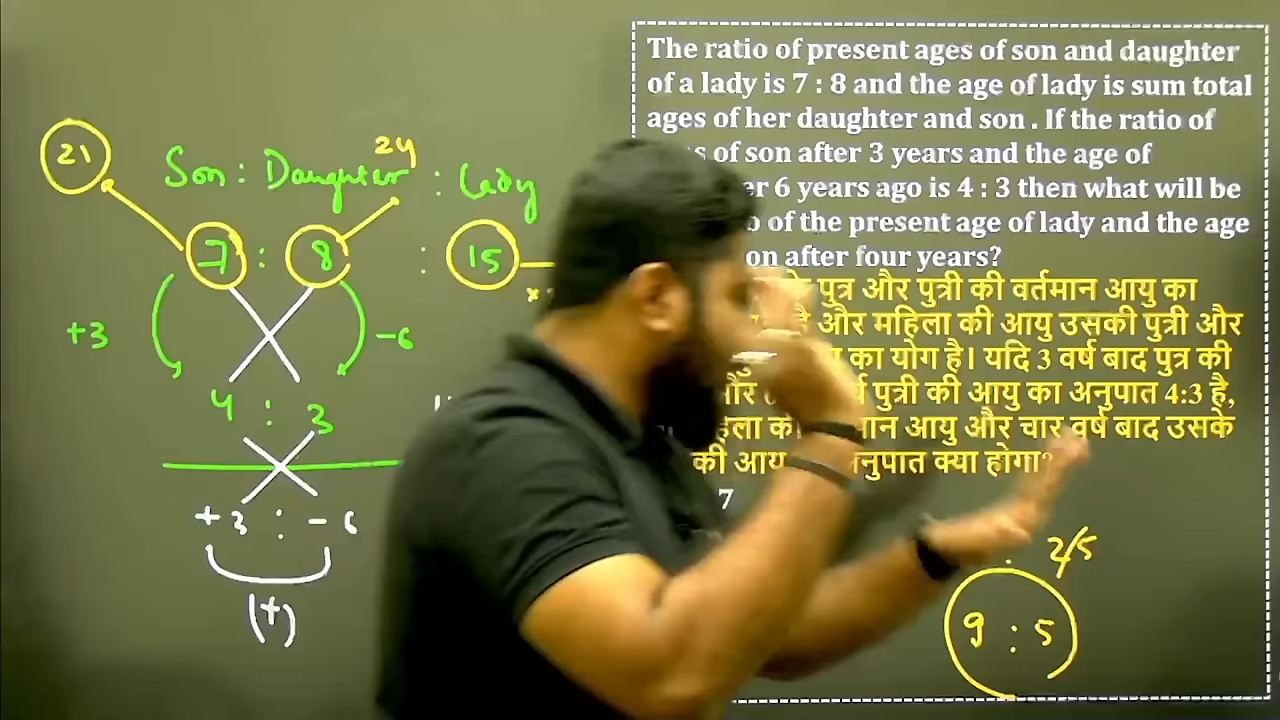 The ratio of present ages of son and daughter
of a lady is 7 : 8 and the age of lady is sum total
ages of her daughter and son . If the ratio of
of son after 3 years and the age of
6 years ago is 4 : 3 then what will be
of the present age of lady and the age
after four years?
पुत्र और पुत्री की वर्तमान आयु का
है और महिला की आयु उसकी पुत्री और
का योग है। यदि 3 वर्ष बाद पुत्र की
पुत्री की आयु का अनुपात 4:3 है,
आयु और चार वर्ष बाद उसके
की आयु क्या होगा?
7
21
24
Son : Daughter : Lady
7 : 8 : 15
+3
-6
4 : 3
+3 : -6
(+)
: 25
9 : 5